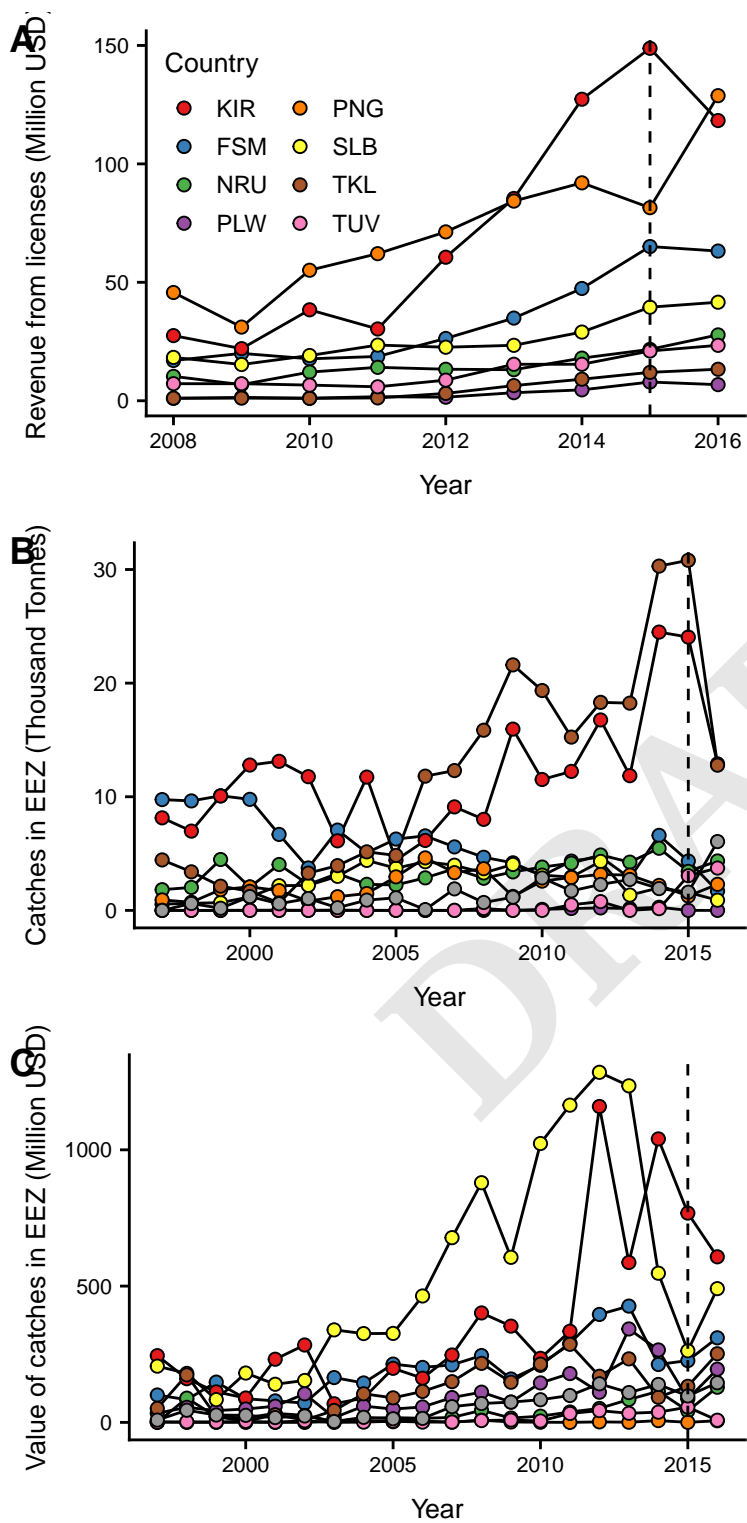 A
Revenue from licenses (Million USD)
150
100
50
0
Country
KIR PNG
FSM SLB
NRU TKL
PLW TUV
2008 2010 2012 2014 2016
Year
B
Catches in EEZ (Thousand Tonnes)
30
20
10
0
2000 2005 2010 2015
Year
C
Value of catches in EEZ (Million USD)
1000
500
0
2000 2005 2010 2015
Year